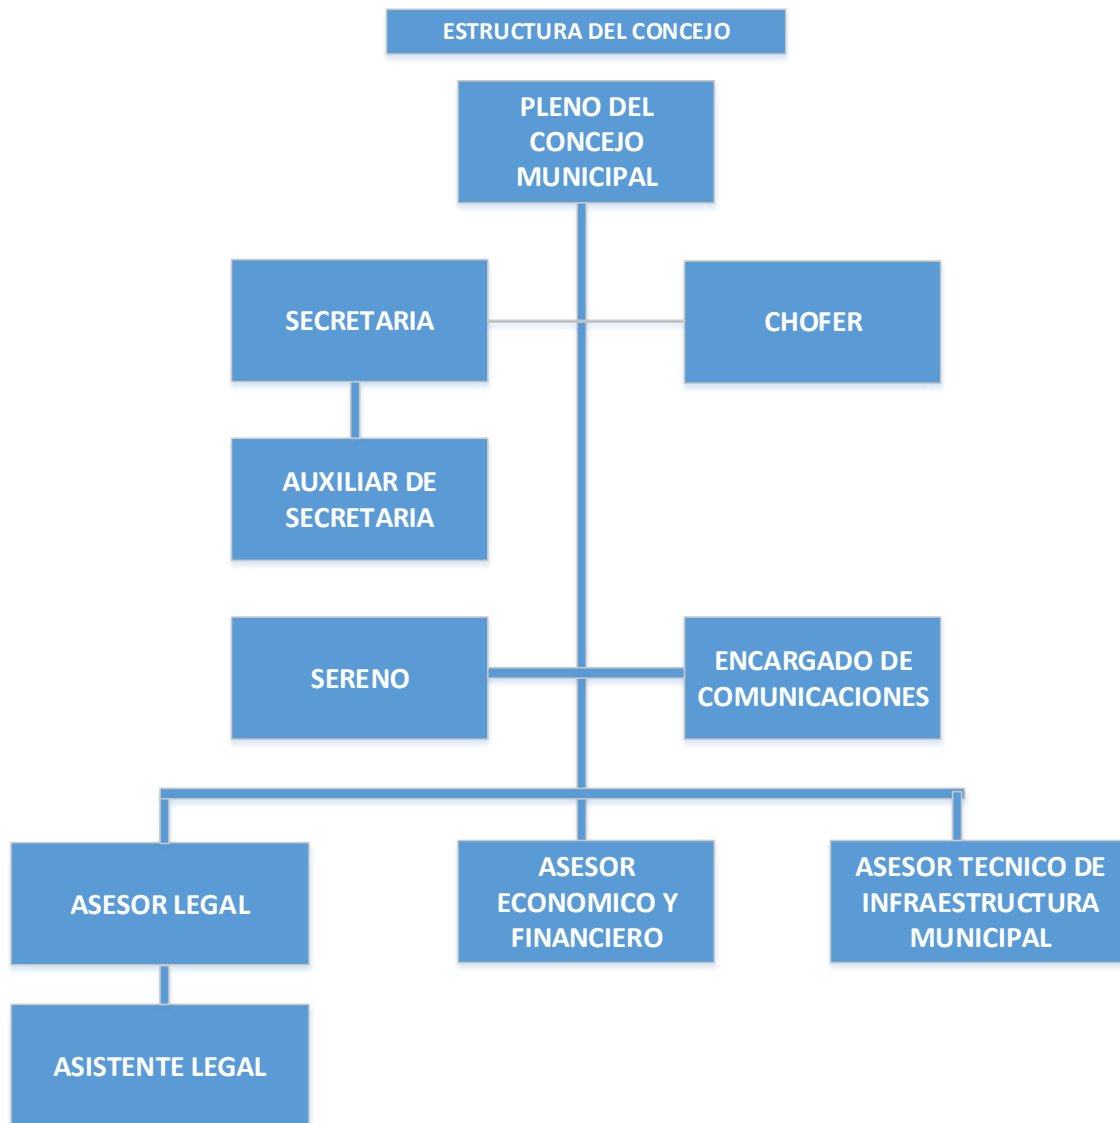 ESTRUCTURA DEL CONCEJO
PLENO DEL
CONCEJO
MUNICIPAL
SECRETARIA
CHOFER
AUXILIAR DE
SECRETARIA
SERENO
ENCARGADO DE
COMUNICACIONES
ASESOR LEGAL
ASESOR
ECONOMICO Y
FINANCIERO
ASESOR TECNICO DE
INFRAESTRUCTURA
MUNICIPAL
ASISTENTE LEGAL